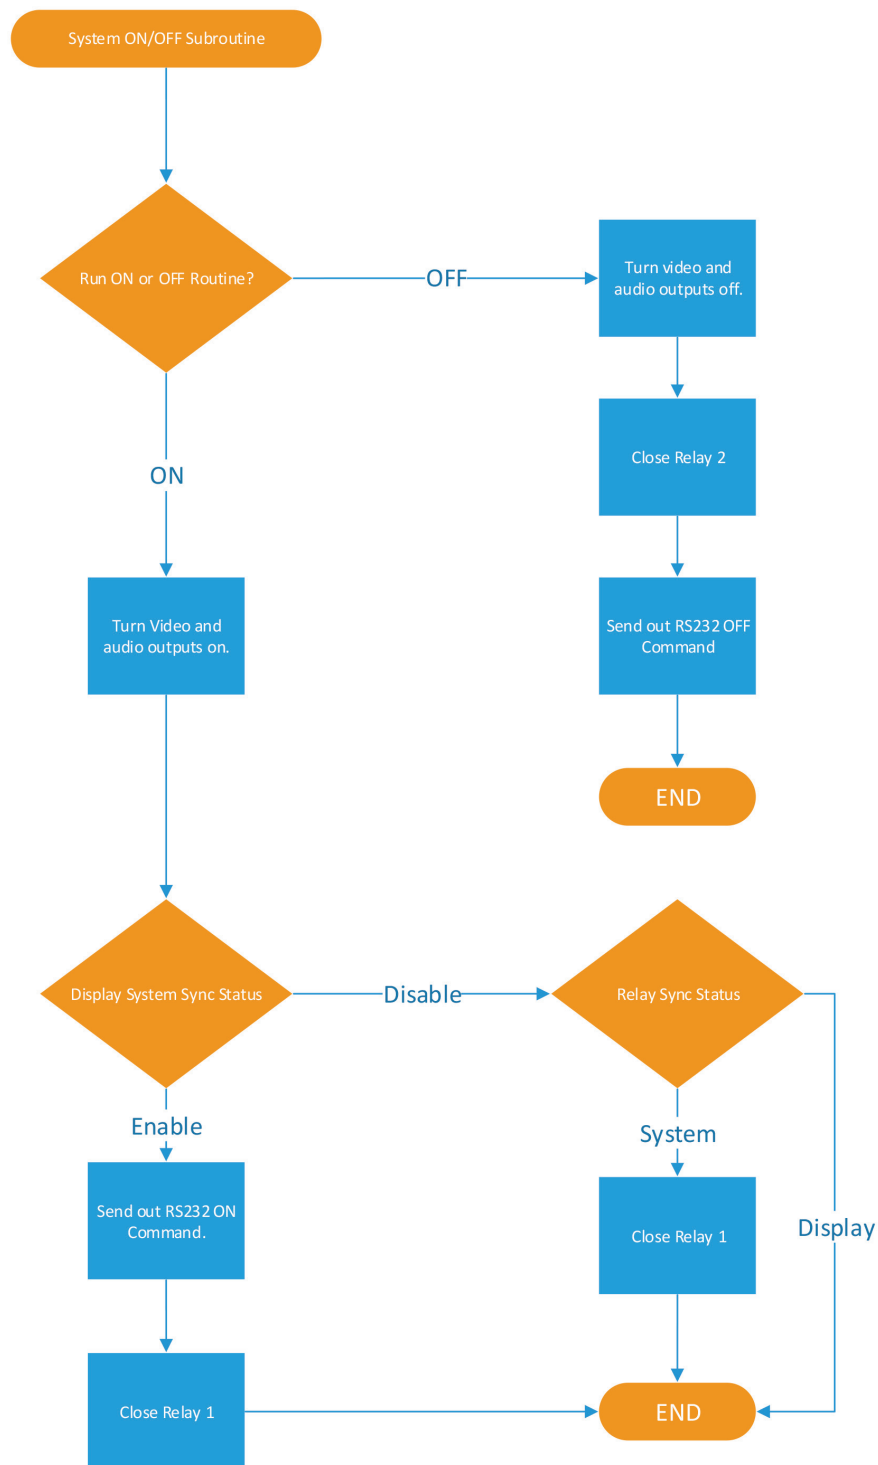 System ON/OFF Subroutine
Run ON or OFF Routine?
OFF
Turn video and
audio outputs off.
Close Relay 2
ON
Turn Video and
audio outputs on.
Send out RS232 OFF
Command
END
Display System Sync Status
Disable
Relay Sync Status
Enable
System
Send out RS232 ON
Command.
Close Relay 1
Display
Close Relay 1
END